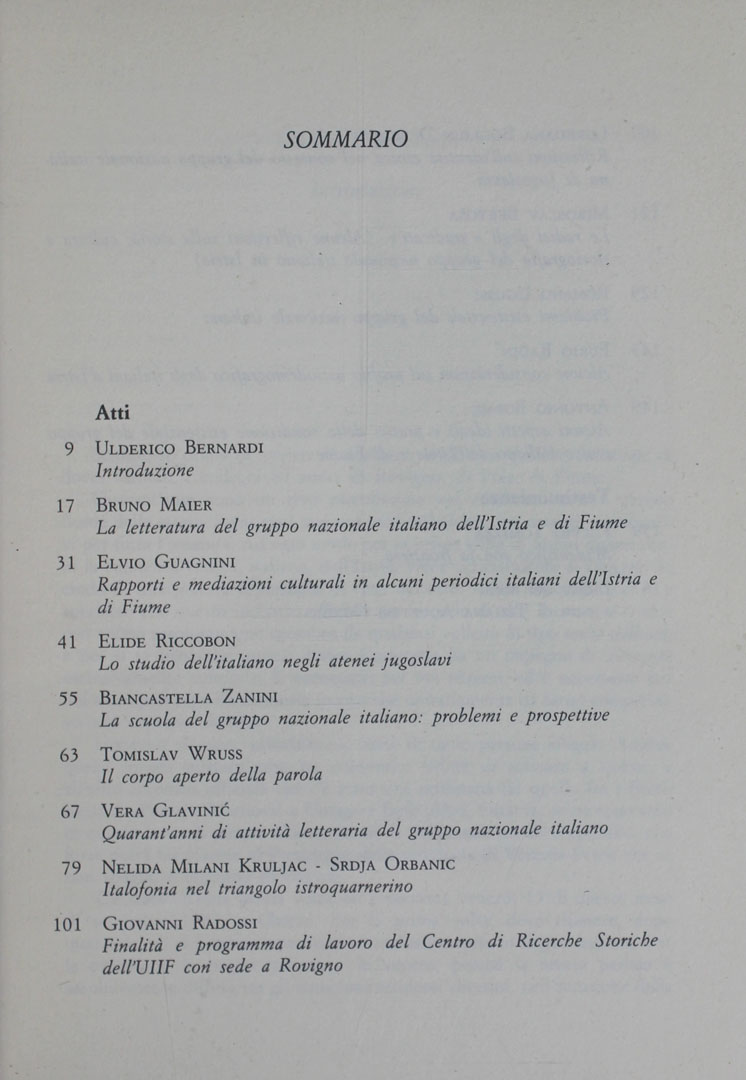 SOMMARIO
Atti
9 ULDERICO BERNARDI
Introduzione
17 BRUNO MAIER
La letteratura del gruppo nazionale italiano dell'Istria e di Fiume
31 ELVIO GUAGNINI
Rapporti e mediazioni culturali in alcuni periodici italiani dell'Istria e
di Fiume
41 ELIDE RICCOBON
Lo studio dell'italiano negli atenei jugoslavi
55 BIANCASTELLA ZANINI
La scuola del gruppo nazionale italiano: problemi e prospettive
63 TOMISLAV WRUSS
Il corpo aperto della parola
67 VERA GLAVINIĆ
Quarant'anni di attività letteraria del gruppo nazionale italiano
79 NELIDA MILANI KRULJAC - SRDJA ORBANIC
Italofonia nel triangolo istroquarnerino
101 GIOVANNI RADOSSI
Finalità e programma di lavoro del Centro di Ricerche Storiche
dell'UIIF con sede a Rovigno